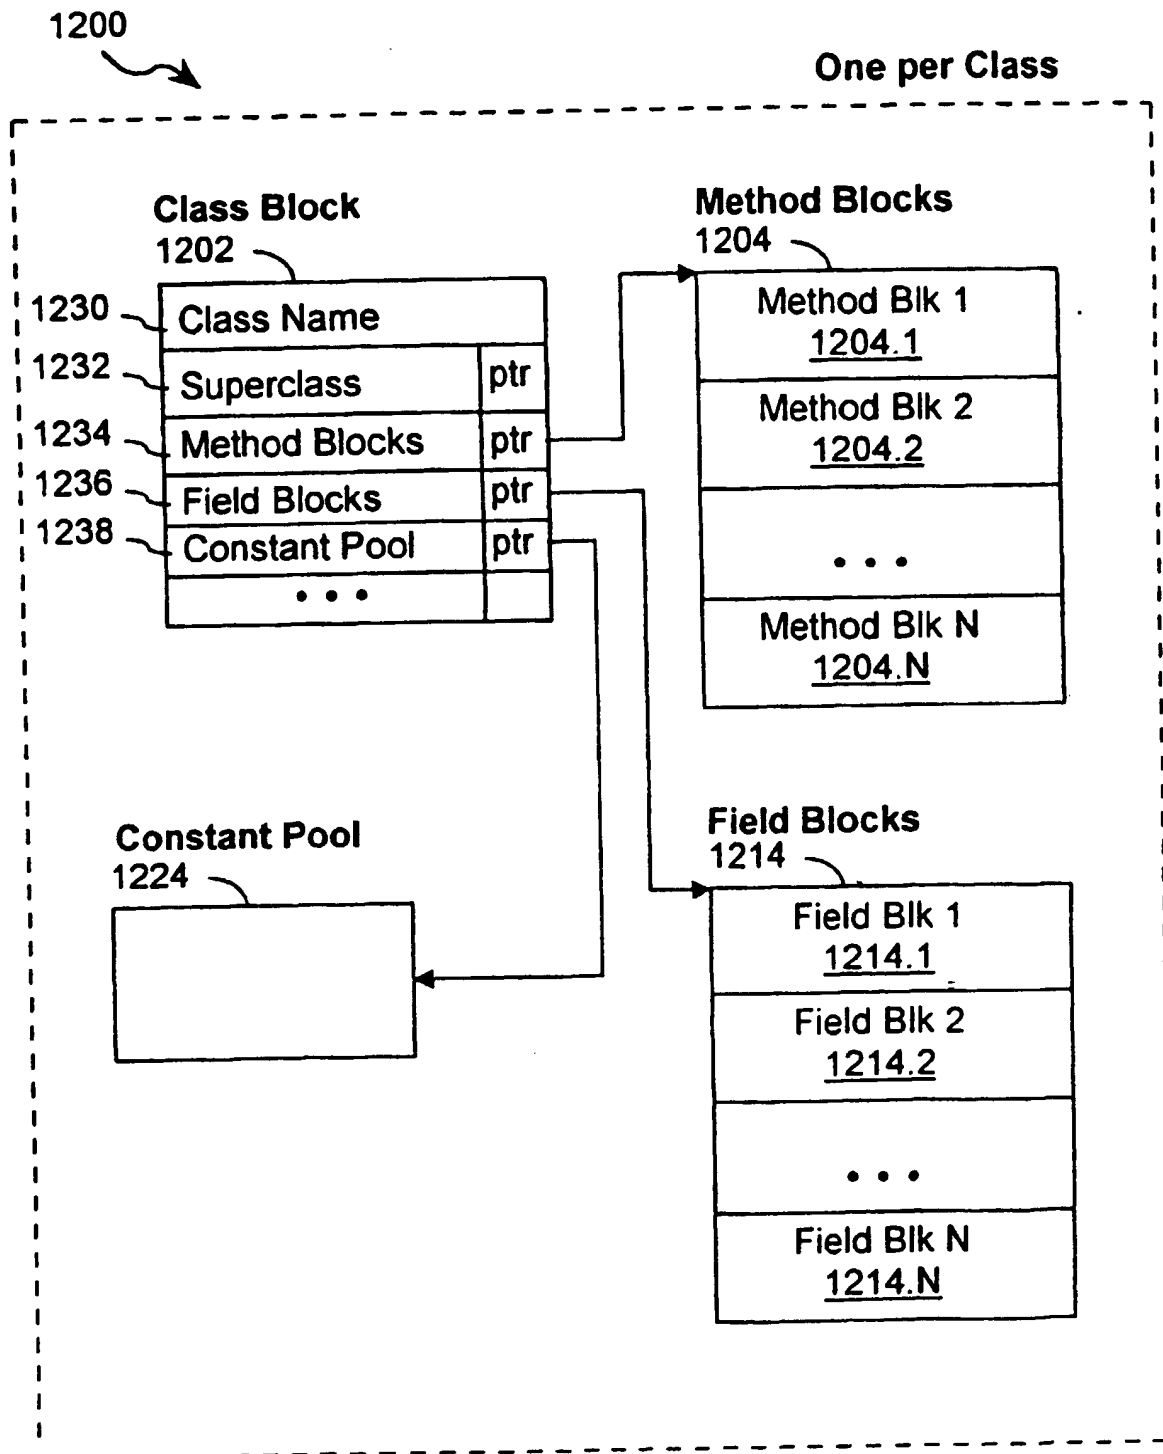 1200
One per Class
Class Block
1202
1230
Class Name
1232
Superclass
ptr
1234
Method Blocks
ptr
1236
Field Blocks
ptr
1238
Constant Pool
ptr
• • •
Method Blocks
1204
Method Blk 1
1204.1
Method Blk 2
1204.2
• • •
Method Blk N
1204.N
Constant Pool
1224
Field Blocks
1214
Field Blk 1
1214.1
Field Blk 2
1214.2
• • •
Field Blk N
1214.N